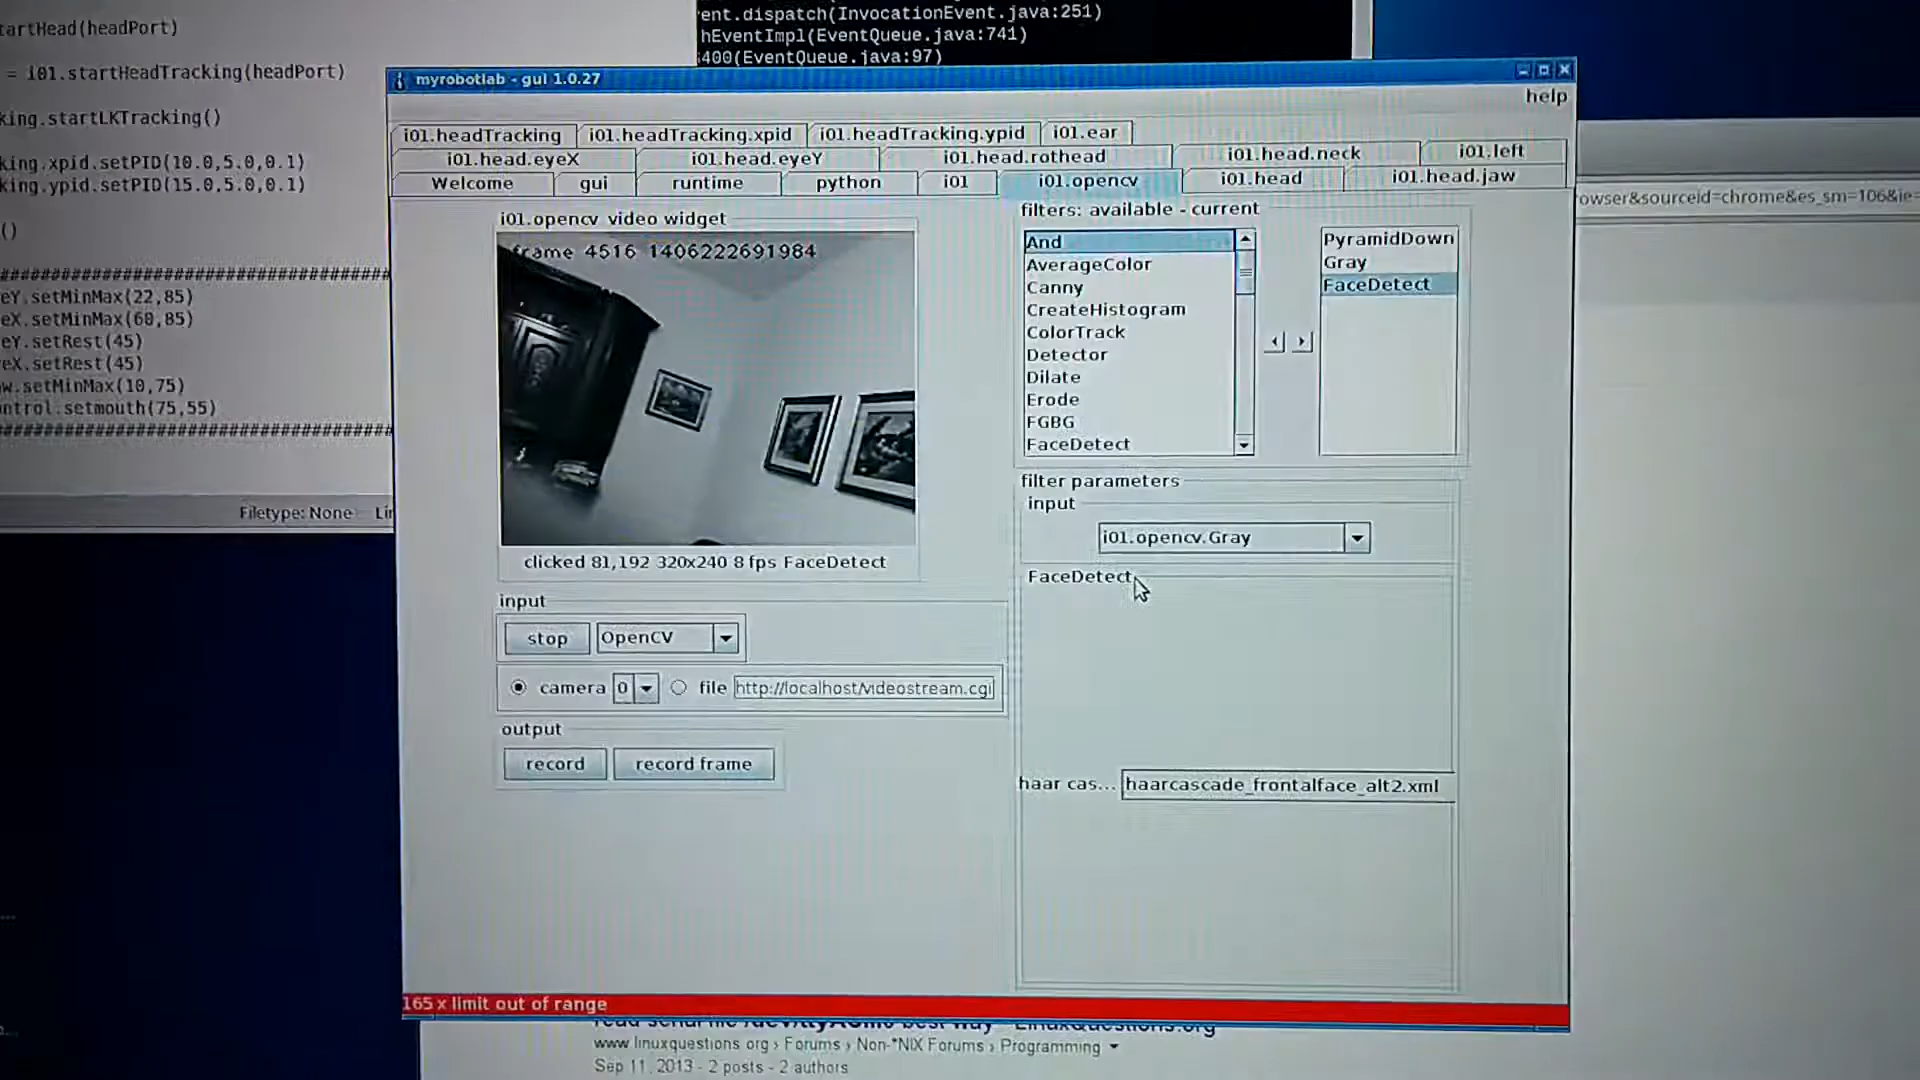 tartHead(headPort)
= i01.startHeadTracking(headPort)
king.startLKTracking()
king.xpid.setPID(10.0,5.0,0.1)
king.ypid.setPID(15.0,5.0,0.1)
()
eY.setMinMax(22,85)
eX.setMinMax(60,85)
eY.setRest(45)
eX.setRest(45)
w.setMinMax(10,75)
ntrol.setmouth(75,55)
Filetype: None
ent.dispatch(InvocationEvent.java:251)
hEventImpl(EventQueue.java:741)
400(EventQueue.java:97)
myrobotlab - gui 1.0.27
help
i01.headTracking i01.headTracking.xpid i01.headTracking.ypid i01.ear
i01.head.eyeX i01.head.eyeY i01.head.rothead i01.head.neck i01.left
Welcome gui runtime python i01 i01.opencv i01.head i01.head.jaw
i01.opencv video widget
frame 4516 1406222691984
clicked 81,192 320x240 8 fps FaceDetect
input
stop OpenCV
camera 0 file http://localhost/videostream.cgi
output
record record frame
filters: available - current
And
AverageColor
Canny
CreateHistogram
ColorTrack
Detector
Dilate
Erode
FGBG
FaceDetect
PyramidDown
Gray
FaceDetect
filter parameters
input
i01.opencv.Gray
FaceDetect
haar cas... haarcascade_frontalface_alt2.xml
165 x limit out of range
owser&sourceid=chrome&es_sm=106&ie=
www.linuxquestions.org › Forums › Non-*NIX Forums › Programming
Sep 11, 2013 - 2 posts - 2 authors